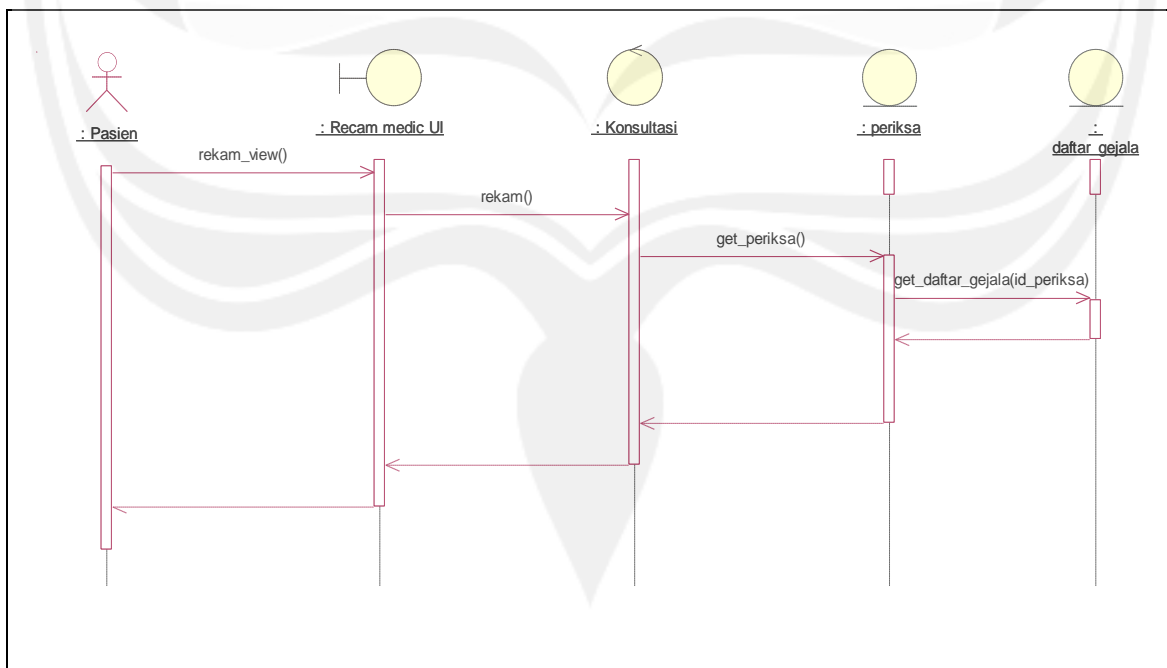 : Pasien
: Recam medic UI
: Konsultasi
: periksa
:
daftar_gejala
rekam_view()
rekam()
get_periksa()
get_daftar_gejala(id_periksa)